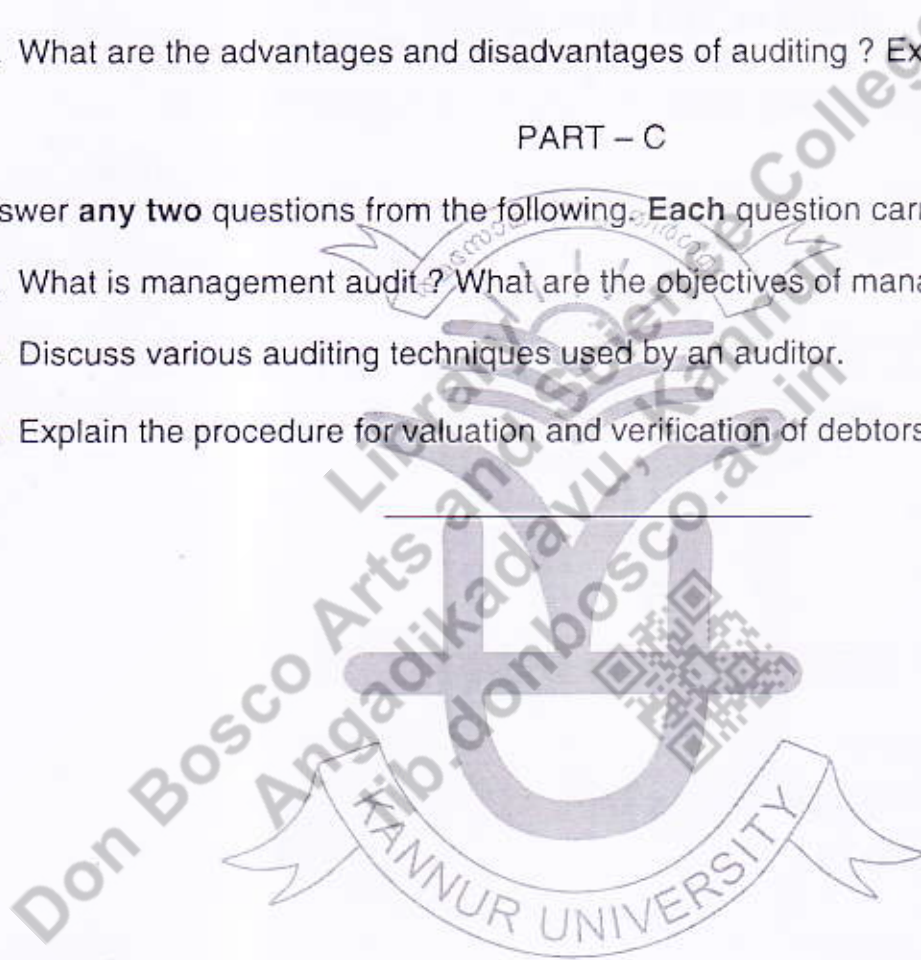 What are the advantages and disadvantages of auditing ? Ex
PART – C
swer any two questions from the following. Each question carr
What is management audit ? What are the objectives of mana
Discuss various auditing techniques used by an auditor.
Explain the procedure for valuation and verification of debtors
Library
Don Bosco Arts and Science College
Angadikadavu, Kannur
lib.donbosco.ac.in
KANNUR UNIVERSITY